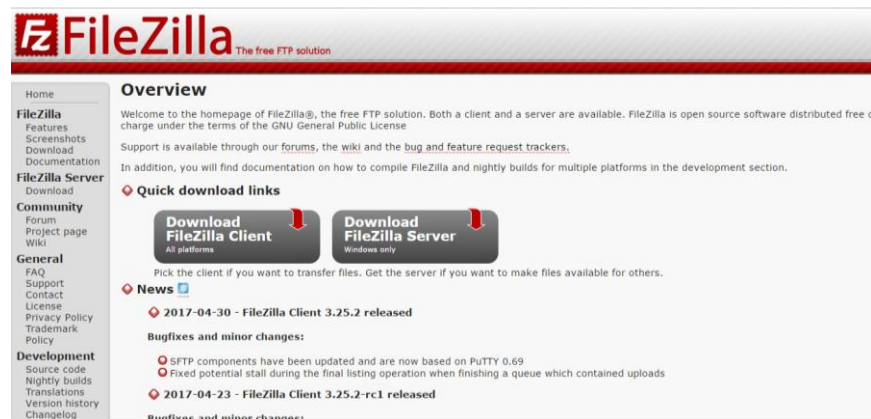 FileZilla The free FTP solution
Home
FileZilla
Features
Screenshots
Download
Documentation
FileZilla Server
Download
Community
Forum
Project page
Wiki
General
FAQ
Support
Contact
License
Privacy Policy
Trademark
Policy
Development
Source code
Nightly builds
Translations
Version history
Changelog
Overview
Welcome to the homepage of FileZilla®, the free FTP solution. Both a client and a server are available. FileZilla is open source software distributed free
charge under the terms of the GNU General Public License
Support is available through our forums, the wiki and the bug and feature request trackers.
In addition, you will find documentation on how to compile FileZilla and nightly builds for multiple platforms in the development section.
Quick download links
Download
FileZilla Client
All platforms
Download
FileZilla Server
Windows only
Pick the client if you want to transfer files. Get the server if you want to make files available for others.
News
2017-04-30 - FileZilla Client 3.25.2 released
Bugfixes and minor changes:
SFTP components have been updated and are now based on PuTTY 0.69
Fixed potential stall during the final listing operation when finishing a queue which contained uploads
2017-04-23 - FileZilla Client 3.25.2-rc1 released
Bugfixes and minor changes: